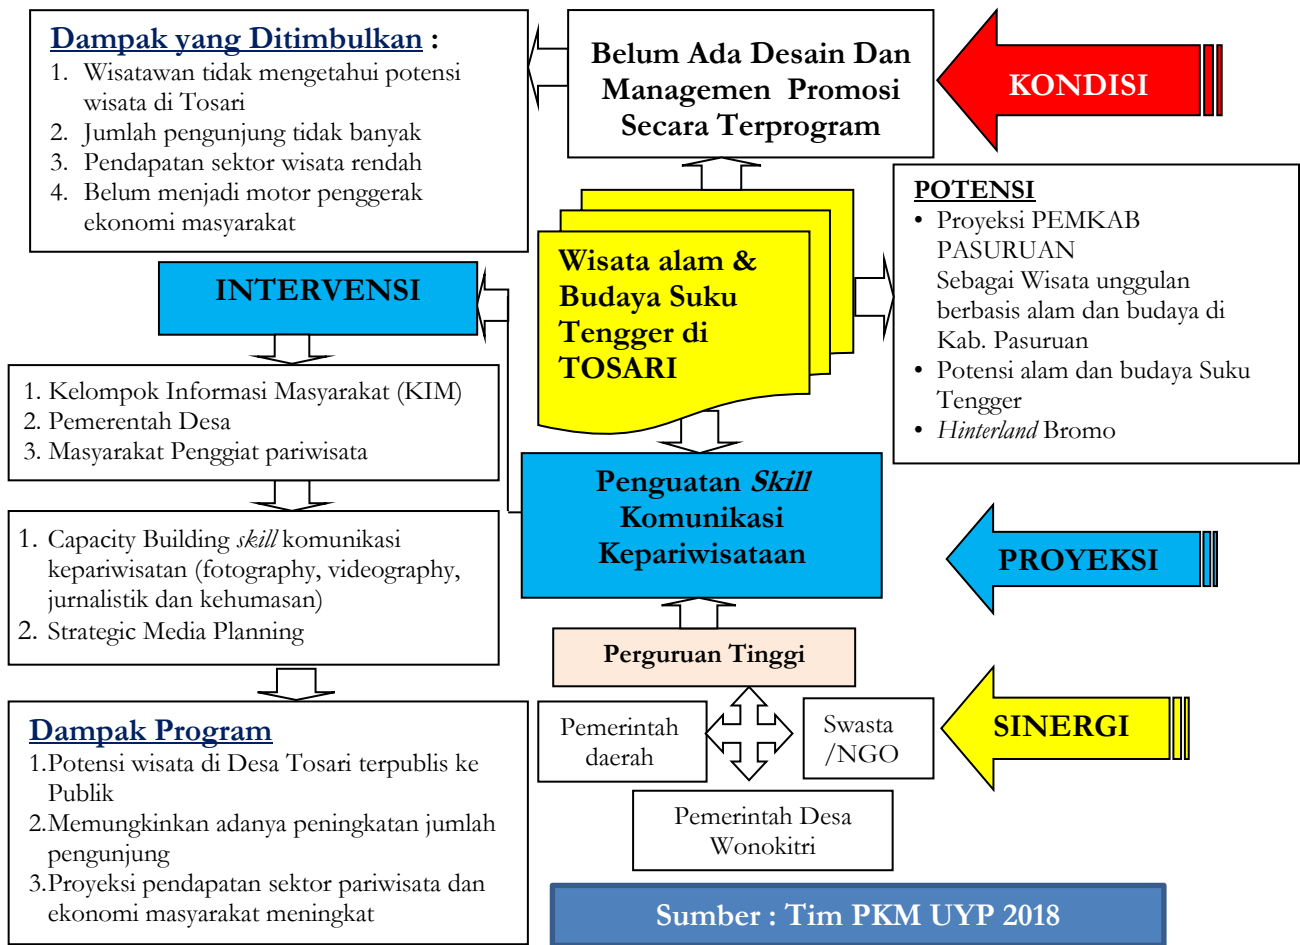 Dampak yang Ditimbulkan :
1. Wisatawan tidak mengetahui potensi
wisata di Tosari
2. Jumlah pengunjung tidak banyak
3. Pendapatan sektor wisata rendah
4. Belum menjadi motor penggerak
ekonomi masyarakat
Belum Ada Desain Dan
Managemen Promosi
Secara Terprogram
KONDISI
POTENSI
• Proyeksi PEMKAB
PASURUAN
Sebagai Wisata unggulan
berbasis alam dan budaya di
Kab. Pasuruan
• Potensi alam dan budaya Suku
Tengger
• Hinterland Bromo
Wisata alam &
Budaya Suku
Tengger di
TOSARI
INTERVENSI
1. Kelompok Informasi Masyarakat (KIM)
2. Pemerentah Desa
3. Masyarakat Penggiat pariwisata
Penguatan Skill
Komunikasi
Kepariwisataan
PROYEKSI
1. Capacity Building skill komunikasi
kepariwisatan (fotography, videography,
jurnalistik dan kehumasan)
2. Strategic Media Planning
Perguruan Tinggi
Pemerintah
daerah
Swasta
/NGO
SINERGI
Pemerintah Desa
Wonokitri
Dampak Program
1.Potensi wisata di Desa Tosari terpublis ke
Publik
2.Memungkinkan adanya peningkatan jumlah
pengunjung
3.Proyeksi pendapatan sektor pariwisata dan
ekonomi masyarakat meningkat
Sumber : Tim PKM UYP 2018